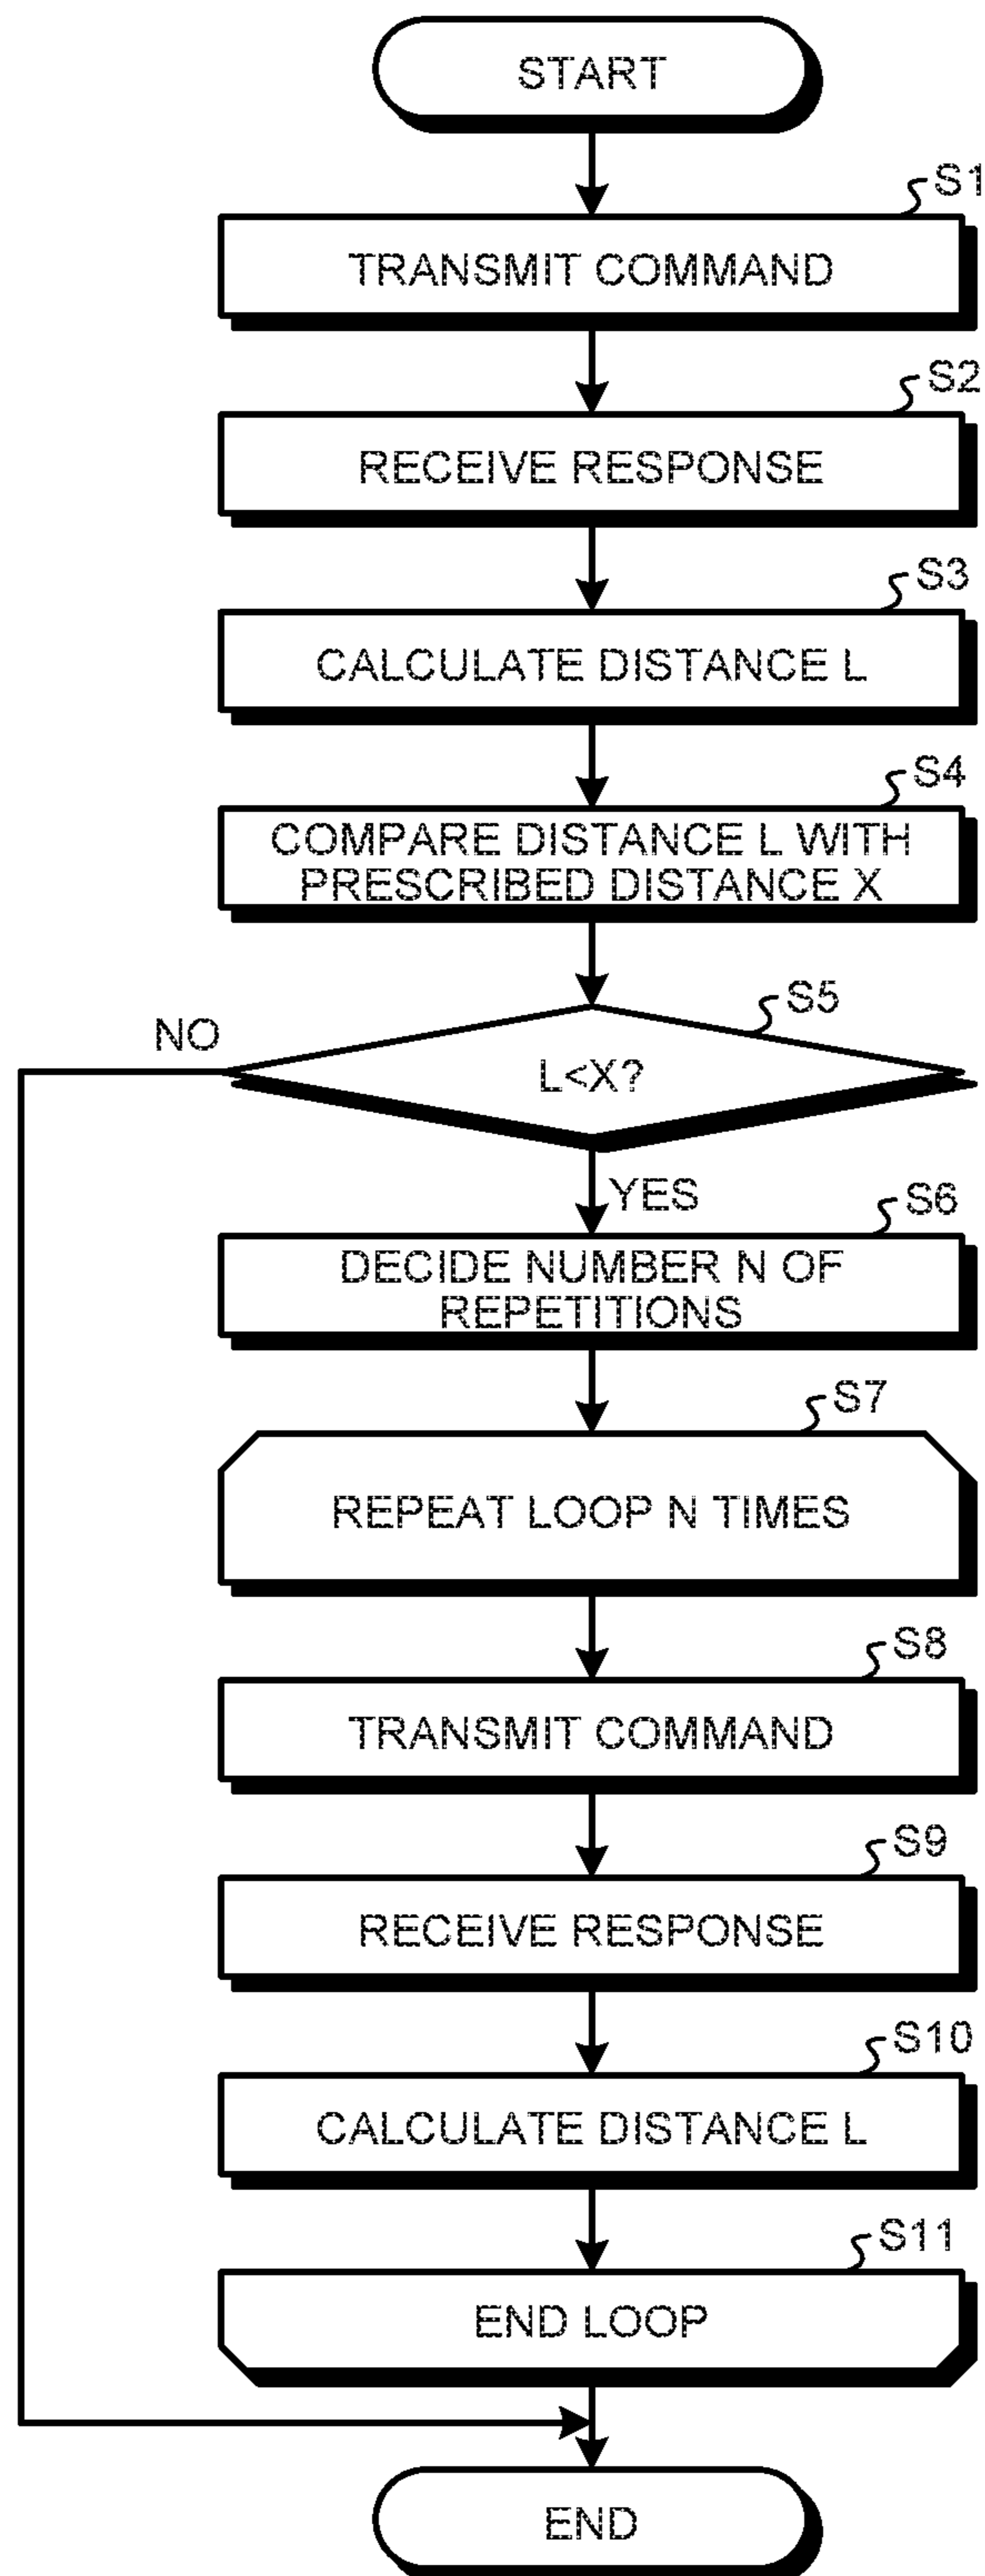 START
S1
TRANSMIT COMMAND
S2
RECEIVE RESPONSE
S3
CALCULATE DISTANCE L
S4
COMPARE DISTANCE L WITH
PRESCRIBED DISTANCE X
S5
NO
L<X?
YES
S6
DECIDE NUMBER N OF
REPETITIONS
S7
REPEAT LOOP N TIMES
S8
TRANSMIT COMMAND
S9
RECEIVE RESPONSE
S10
CALCULATE DISTANCE L
S11
END LOOP
END